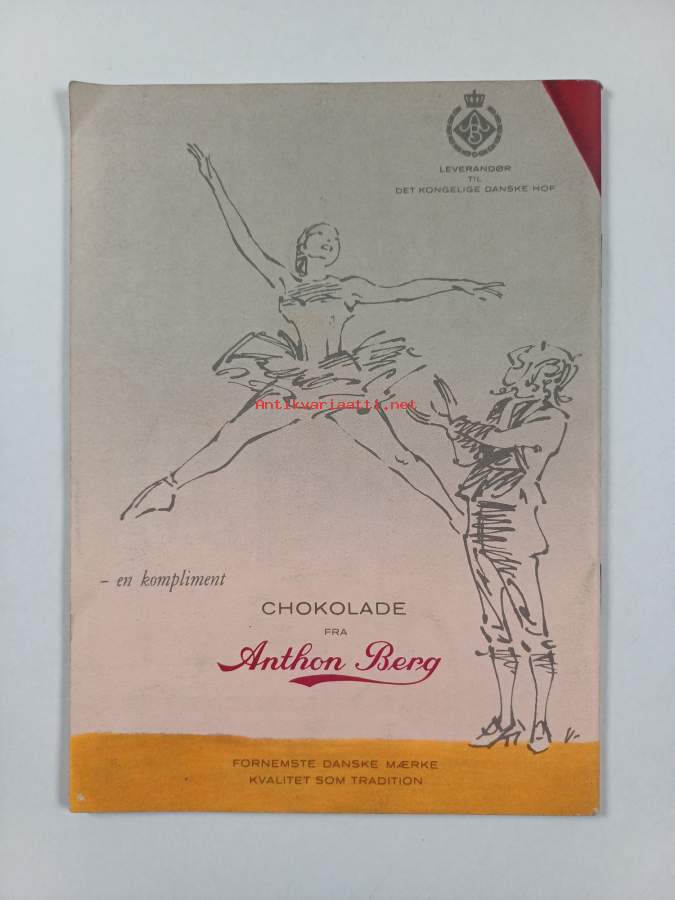 LEVERANDØR
TIL
DET KONGELIGE DANSKE HOF
Antikvariaatti.net
– en kompliment
CHOKOLADE
FRA
Anthon Berg
V-
FORNEMSTE DANSKE MÆRKE
KVALITET SOM TRADITION